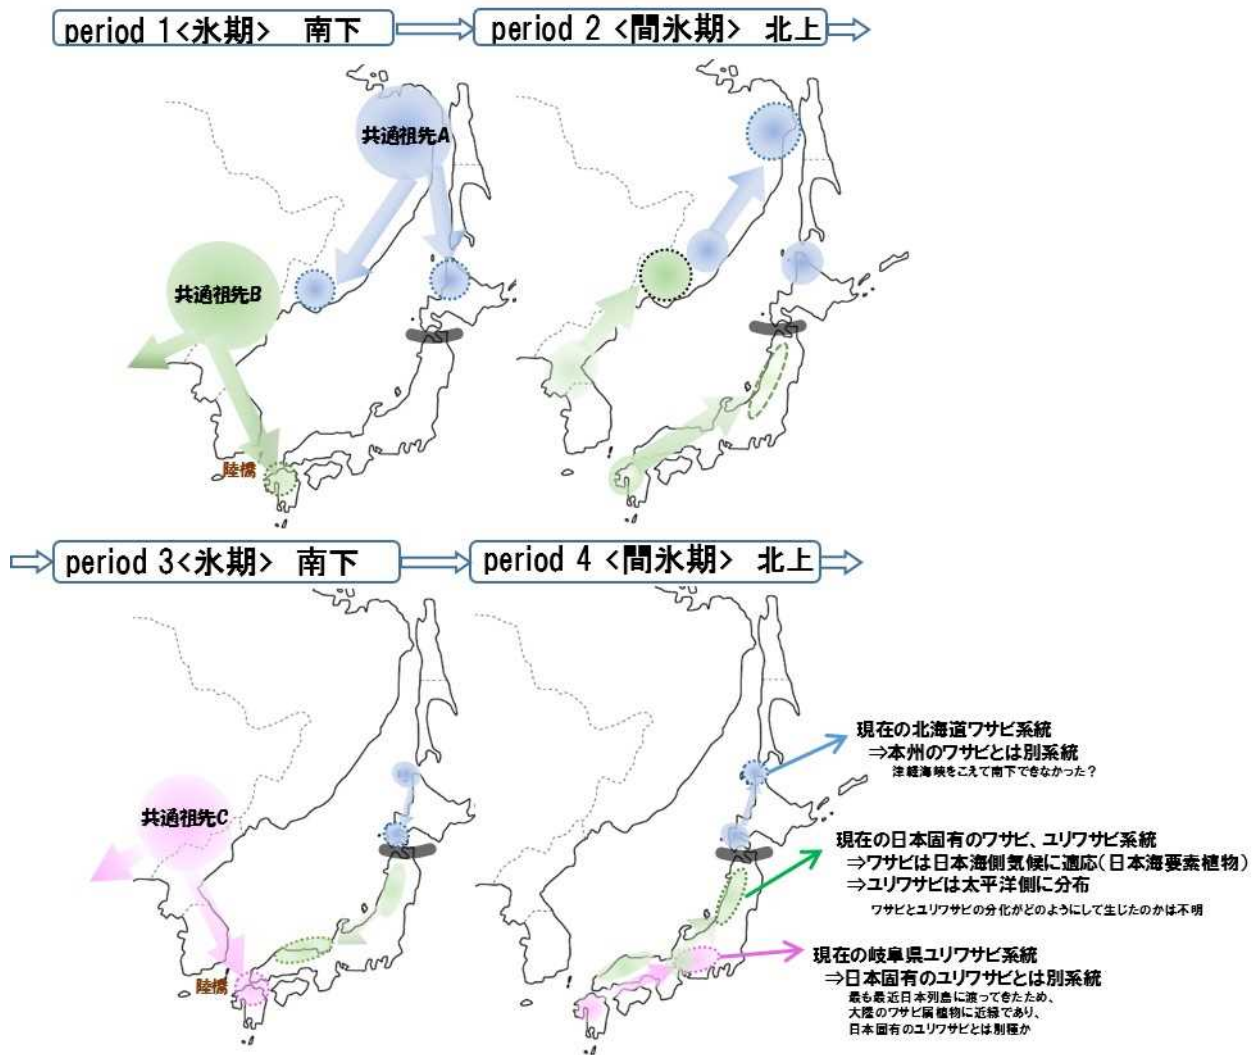 period 1<氷期> 南下
period 2 <間氷期> 北上
共通祖先A
共通祖先B
陸橋
period 3<氷期> 南下
period 4 <間氷期> 北上
共通祖先C
陸橋
現在の北海道ワサビ系統
⇒本州のワサビとは別系統
津軽海峡をこえて南下できなかった？
現在の日本固有のワサビ、ユリワサビ系統
⇒ワサビは日本海側気候に適応(日本海要素植物)
⇒ユリワサビは太平洋側に分布
ワサビとユリワサビの分化がどのようにして生じたのかは不明
現在の岐阜県ユリワサビ系統
⇒日本固有のユリワサビとは別系統
最も最近日本列島に渡ってきたため、
大陸のワサビ属植物に近縁であり、
日本固有のユリワサビとは別種か